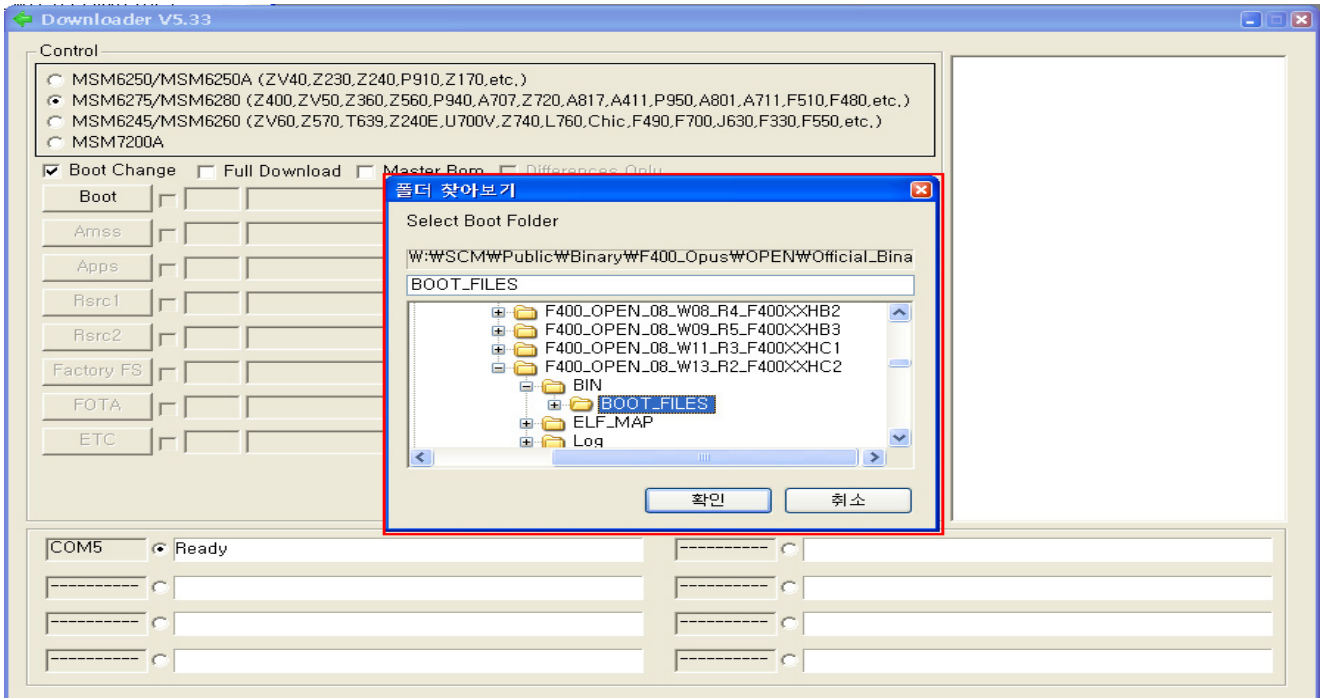 Downloader V5.33
Control
MSM6250/MSM6250A (ZV40,Z230,Z240,P910,Z170,etc.)
MSM6275/MSM6280 (Z400,ZV50,Z360,Z560,P940,A707,Z720,A817,A411,P950,A801,A711,F510,F480,etc.)
MSM6245/MSM6260 (ZV60,Z570,T639,Z240E,U700V,Z740,L760,Chic,F490,F700,J630,F330,F550,etc.)
MSM7200A
Boot Change Full Download Master Rom Differences Only
Boot
Amss
Apps
Rsrc1
Rsrc2
Factory FS
FOTA
ETC
폴더 찾아보기
Select Boot Folder
W:₩SCM₩Public₩Binary₩F400_Opus₩OPEN₩Official_Bina
BOOT_FILES
F400_OPEN_08_W08_R4_F400XXHB2
F400_OPEN_08_W09_R5_F400XXHB3
F400_OPEN_08_W11_R3_F400XXHC1
F400_OPEN_08_W13_R2_F400XXHC2
BIN
BOOT_FILES
ELF_MAP
Log
확인 취소
COM5 Ready ----------
---------- ----------
---------- ----------
---------- ----------